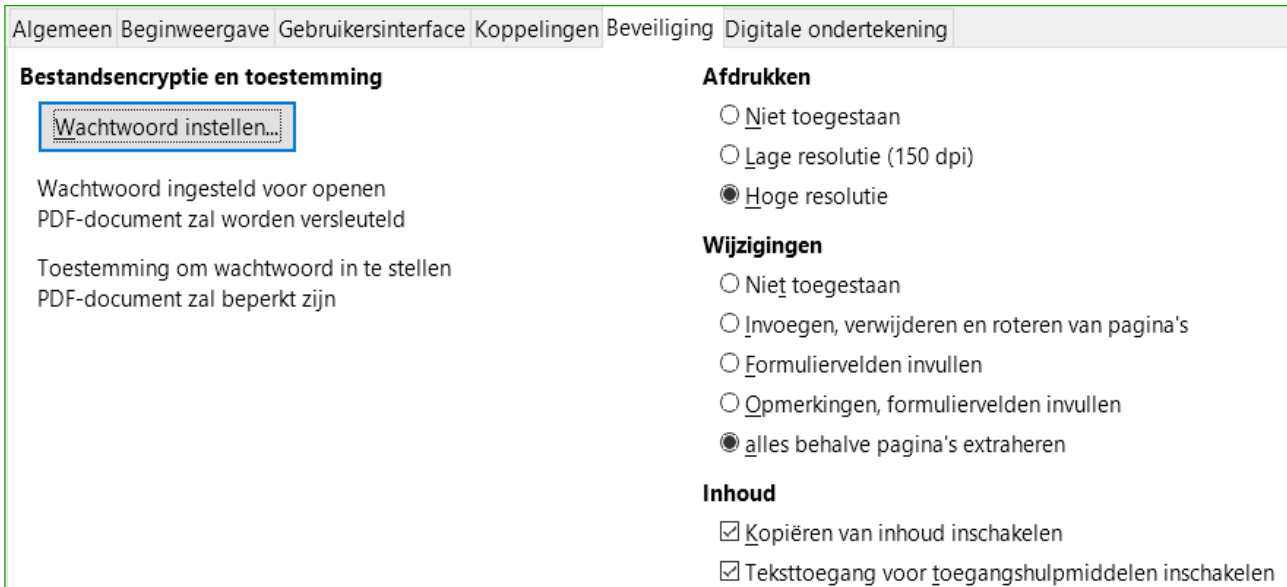 Algemeen Beginweergave Gebruikersinterface Koppelingen Beveiliging Digitale ondertekening
Bestandsencryptie en toestemming
Wachtwoord instellen...
Wachtwoord ingesteld voor openen
PDF-document zal worden versleuteld
Toestemming om wachtwoord in te stellen
PDF-document zal beperkt zijn
Afdrukken
Niet toegestaan
Lage resolutie (150 dpi)
Hoge resolutie
Wijzigingen
Niet toegestaan
Invoegen, verwijderen en roteren van pagina's
Formuliervelden invullen
Opmerkingen, formuliervelden invullen
alles behalve pagina's extraheren
Inhoud
Kopiëren van inhoud inschakelen
Teksttoegang voor toegangshulpmiddelen inschakelen